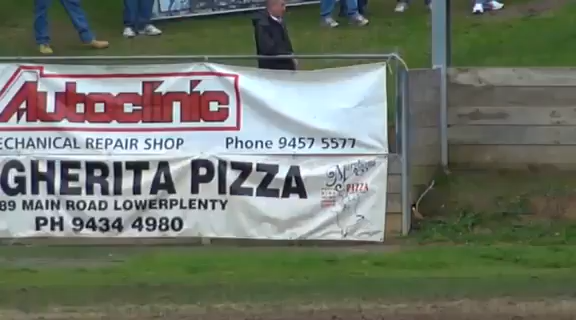 Autoclinic
ECHANICAL REPAIR SHOP Phone 9457 5577
GHERITA PIZZA
89 MAIN ROAD LOWERPLENTY
PH 9434 4980
PIZZA